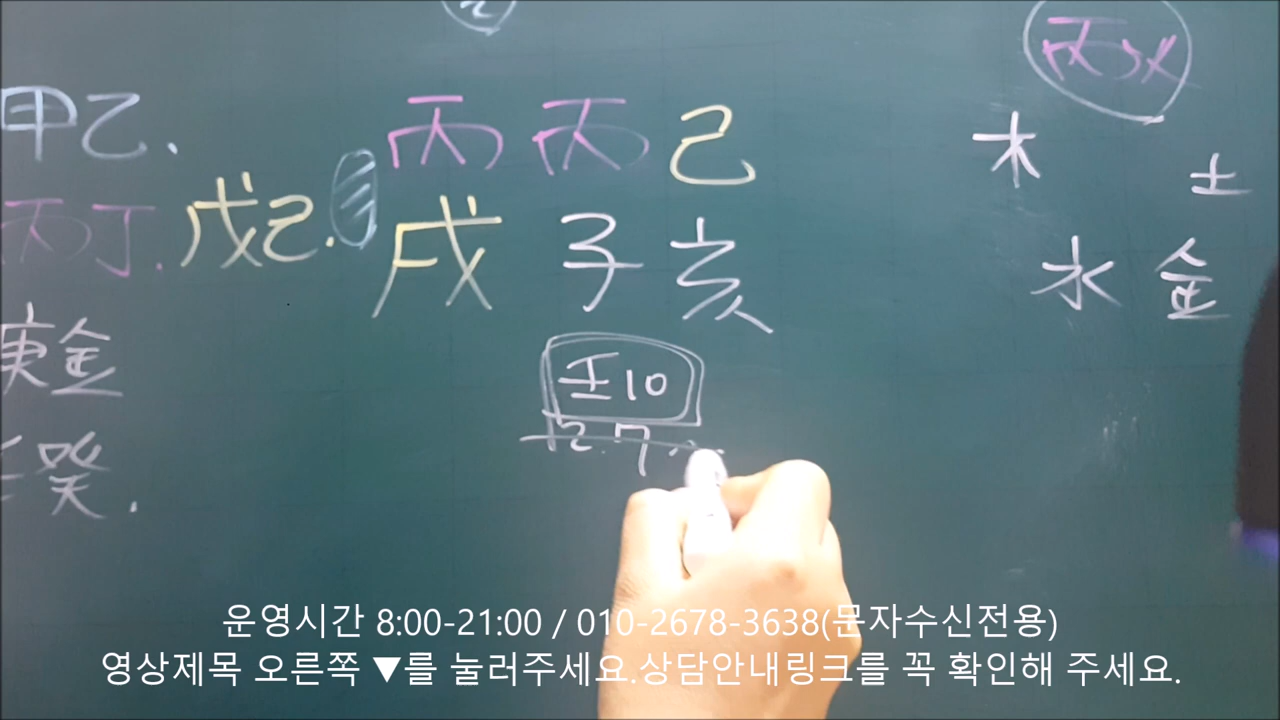 甲乙.
丙丁.戊己.
庚金
癸.
丙 丙 己
戌 子 亥
壬10
12.7
丙火
木 土
水 金
운영시간 8:00-21:00 / 010-2678-3638(문자수신전용)
영상제목 오른쪽 ▼를 눌러주세요.상담안내링크를 꼭 확인해 주세요.